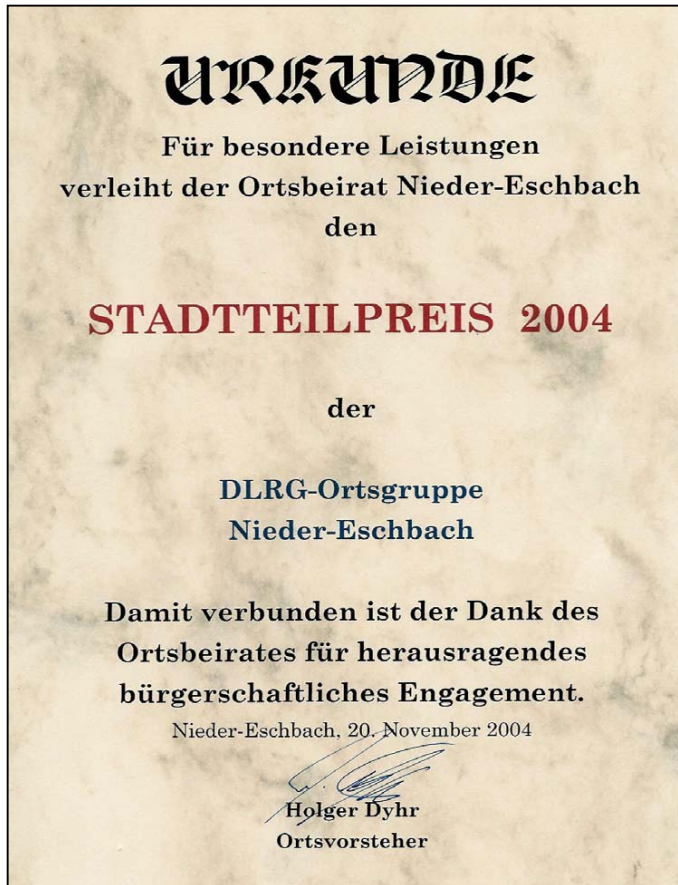 URKUNDE
Für besondere Leistungen
verleiht der Ortsbeirat Nieder-Eschbach
den
STADTTEILPREIS 2004
der
DLRG-Ortsgruppe
Nieder-Eschbach
Damit verbunden ist der Dank des
Ortsbeirates für herausragendes
bürgerschaftliches Engagement.
Nieder-Eschbach, 20. November 2004
Holger Dyhr
Ortsvorsteher